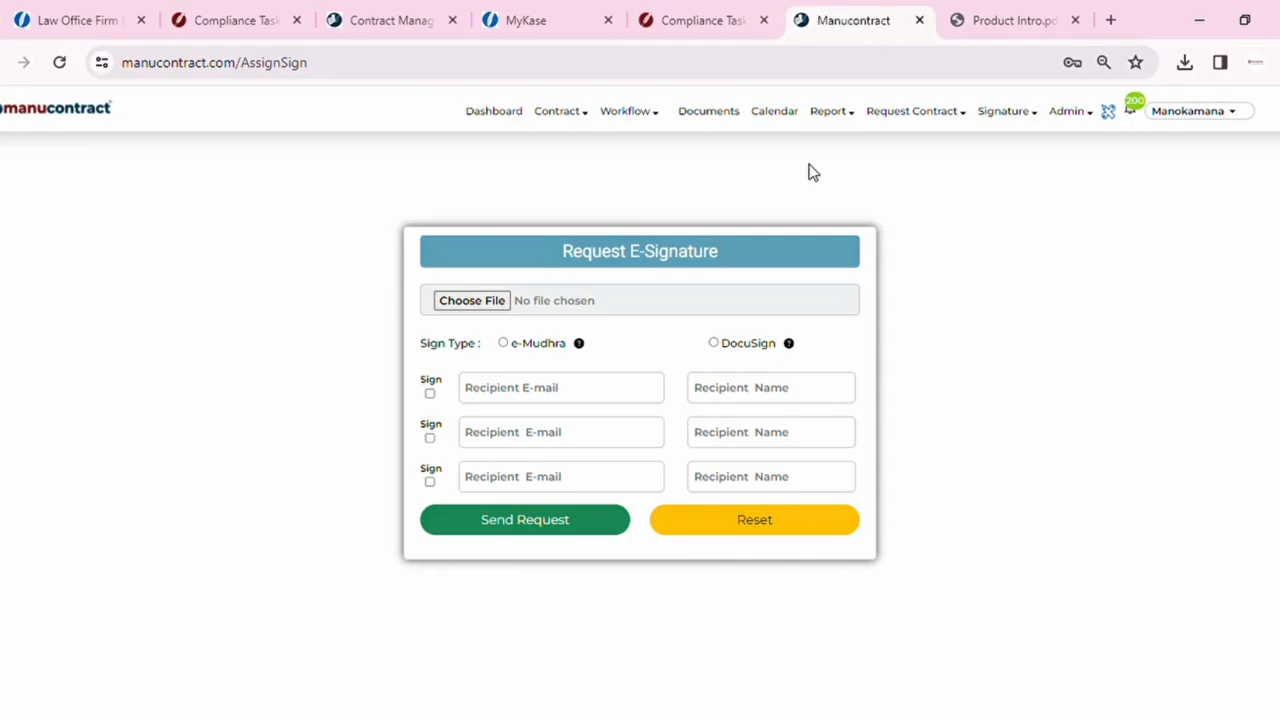 Law Office Firm
Compliance Task
Contract Manag
MyKase
Compliance Task
Manucontract
Product Intro.pd
manucontract.com/AssignSign
manucontract
Dashboard
Contract
Workflow
Documents
Calendar
Report
Request Contract
Signature
Admin
200
Manokamana
Request E-Signature
Choose File No file chosen
Sign Type : e-Mudhra ? DocuSign ?
Sign
Recipient E-mail
Recipient Name
Sign
Recipient E-mail
Recipient Name
Sign
Recipient E-mail
Recipient Name
Send Request
Reset